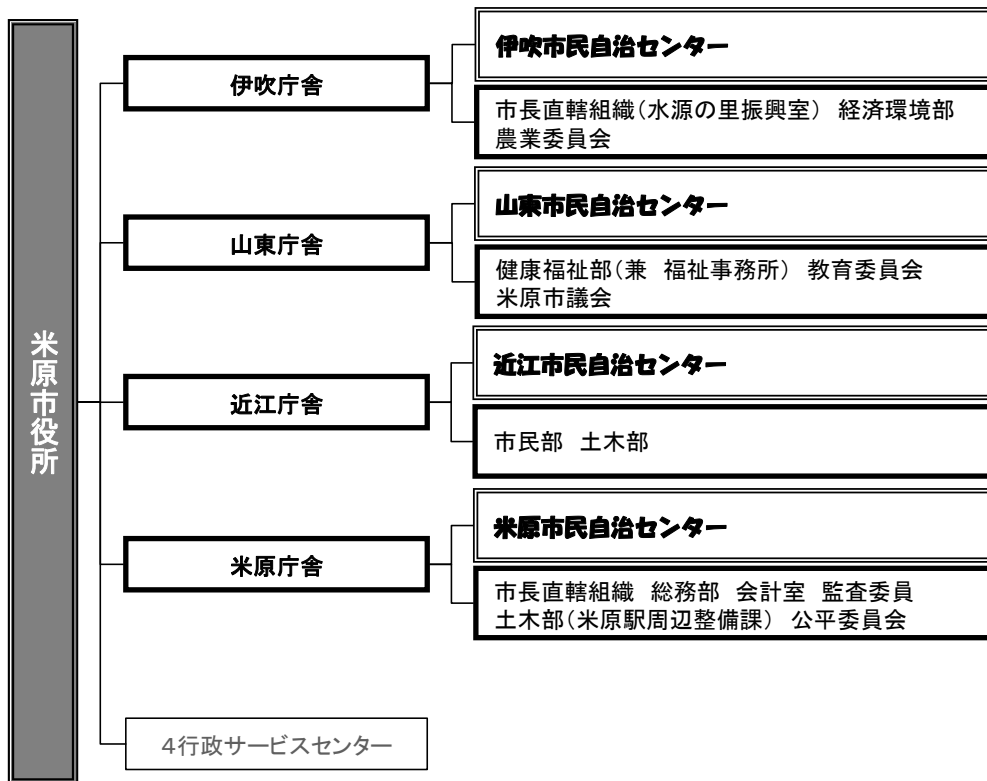 米原市役所
伊吹庁舎
伊吹市民自治センター
市長直轄組織(水源の里振興室) 経済環境部
農業委員会
山東庁舎
山東市民自治センター
健康福祉部(兼 福祉事務所) 教育委員会
米原市議会
近江庁舎
近江市民自治センター
市民部 土木部
米原庁舎
米原市民自治センター
市長直轄組織 総務部 会計室 監査委員
土木部(米原駅周辺整備課) 公平委員会
4行政サービスセンター